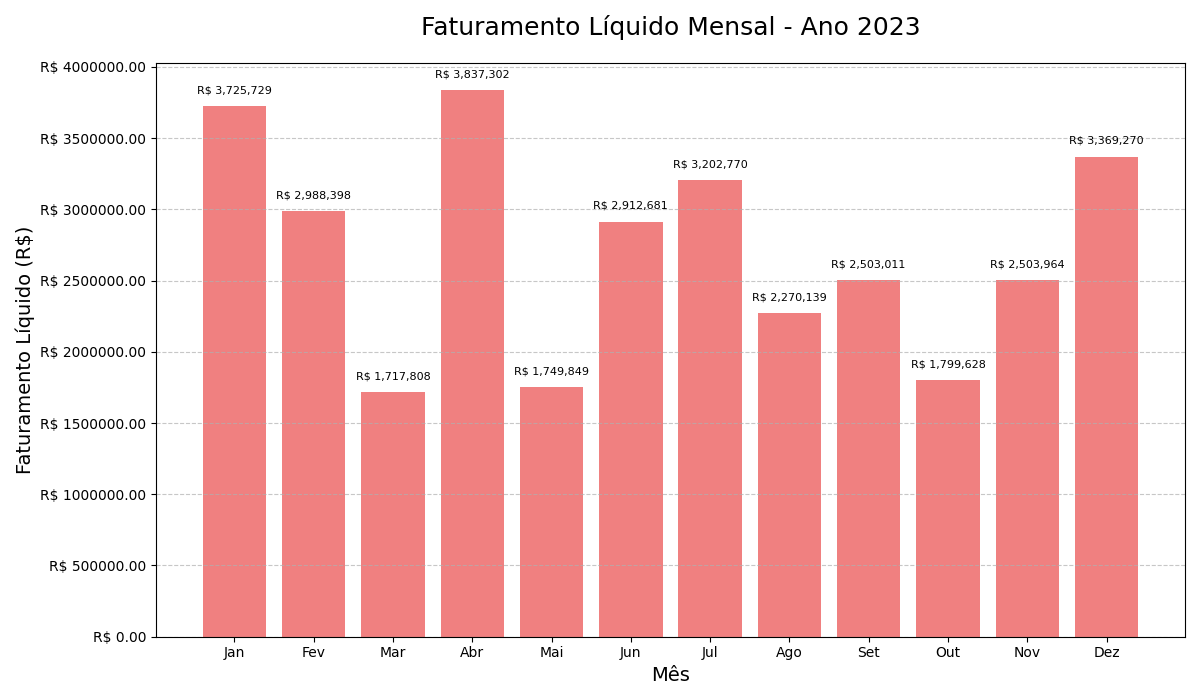 Faturamento Líquido Mensal - Ano 2023
Faturamento Líquido (R$)
R$ 4000000.00
R$ 3500000.00
R$ 3000000.00
R$ 2500000.00
R$ 2000000.00
R$ 1500000.00
R$ 1000000.00
R$ 500000.00
R$ 0.00
R$ 3,725,729
R$ 2,988,398
R$ 1,717,808
R$ 3,837,302
R$ 1,749,849
R$ 2,912,681
R$ 3,202,770
R$ 2,270,139
R$ 2,503,011
R$ 1,799,628
R$ 2,503,964
R$ 3,369,270
Jan Fev Mar Abr Mai Jun Jul Ago Set Out Nov Dez
Mês